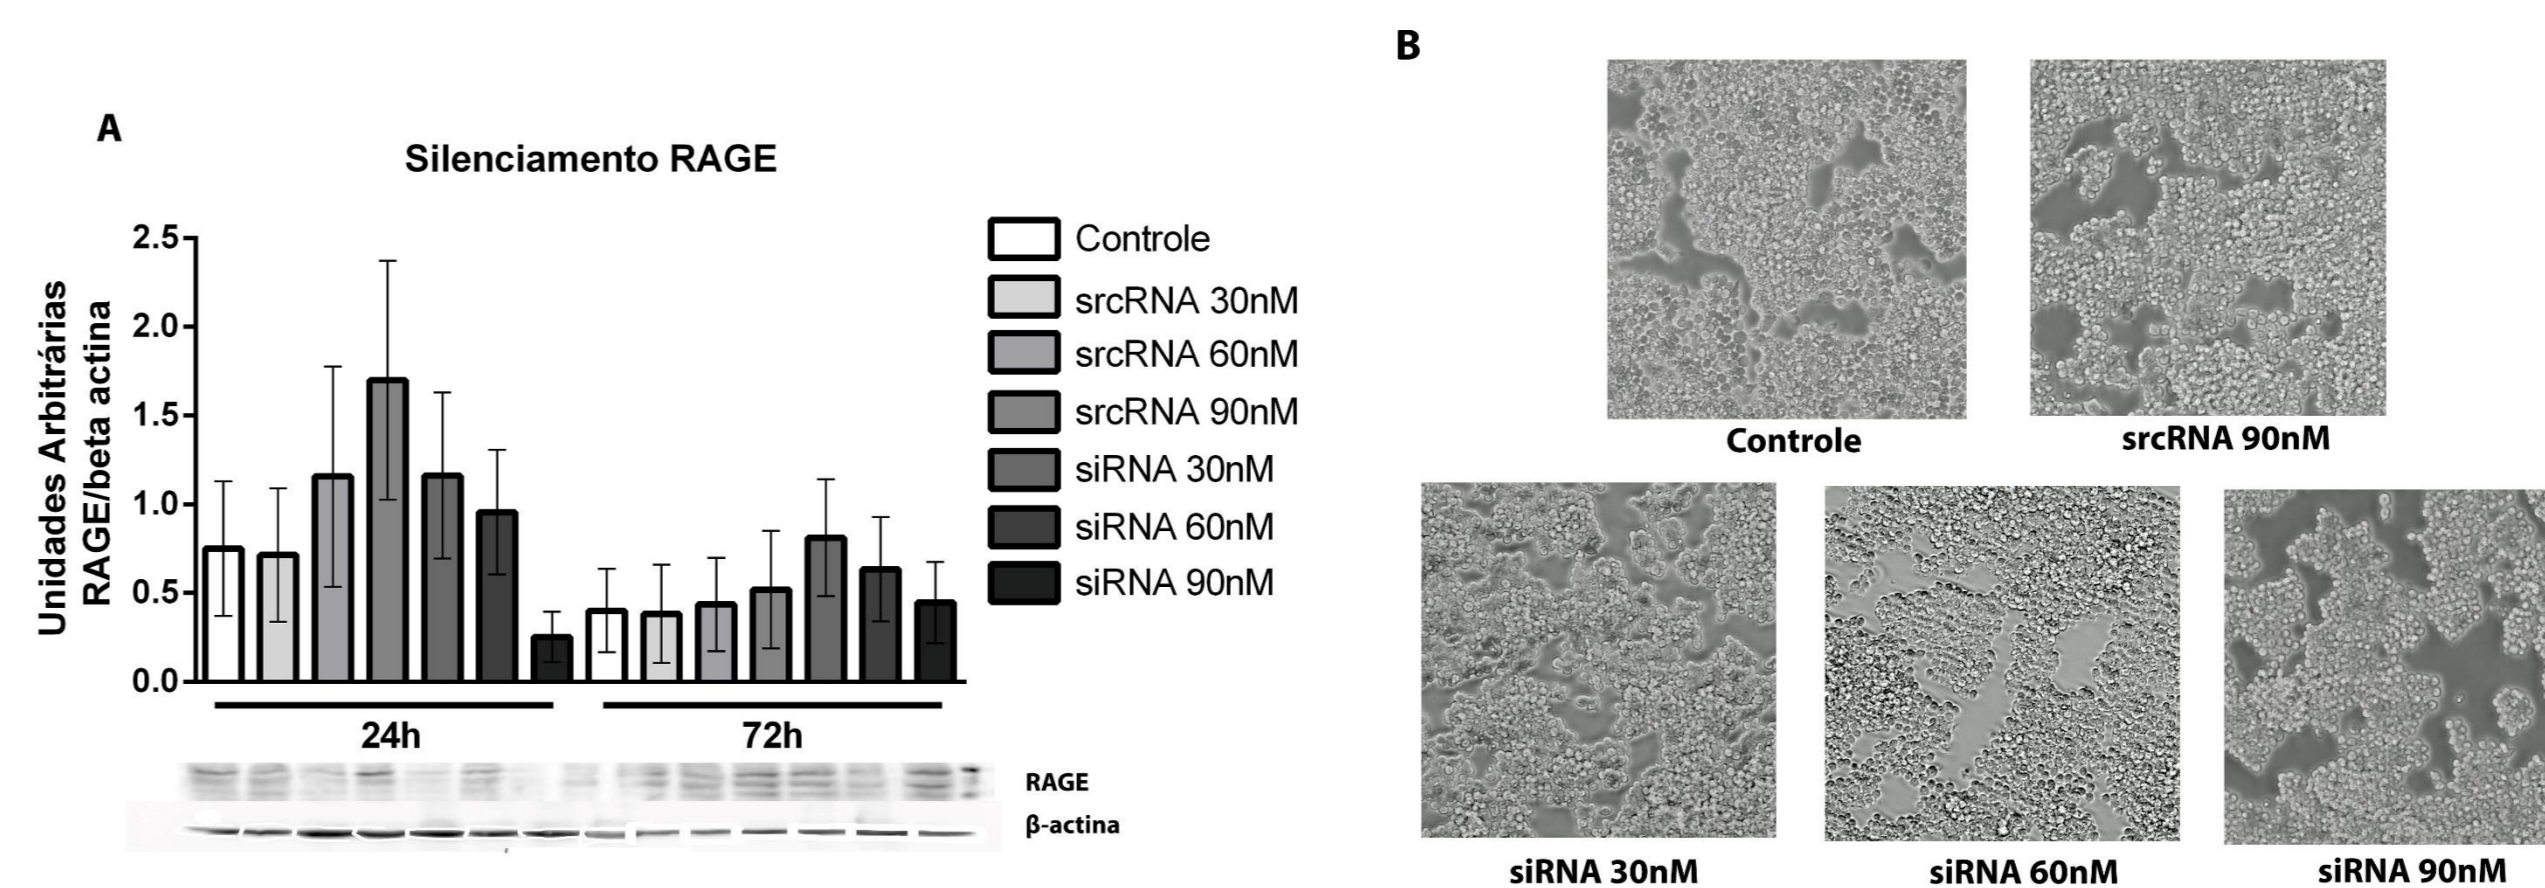 A
Silenciamento RAGE
Unidades Arbitrárias
RAGE/beta actina
2.5
2.0
1.5
1.0
0.5
0.0
24h
72h
Controle
srcRNA 30nM
srcRNA 60nM
srcRNA 90nM
siRNA 30nM
siRNA 60nM
siRNA 90nM
RAGE
β-actina
B
Controle
srcRNA 90nM
siRNA 30nM
siRNA 60nM
siRNA 90nM